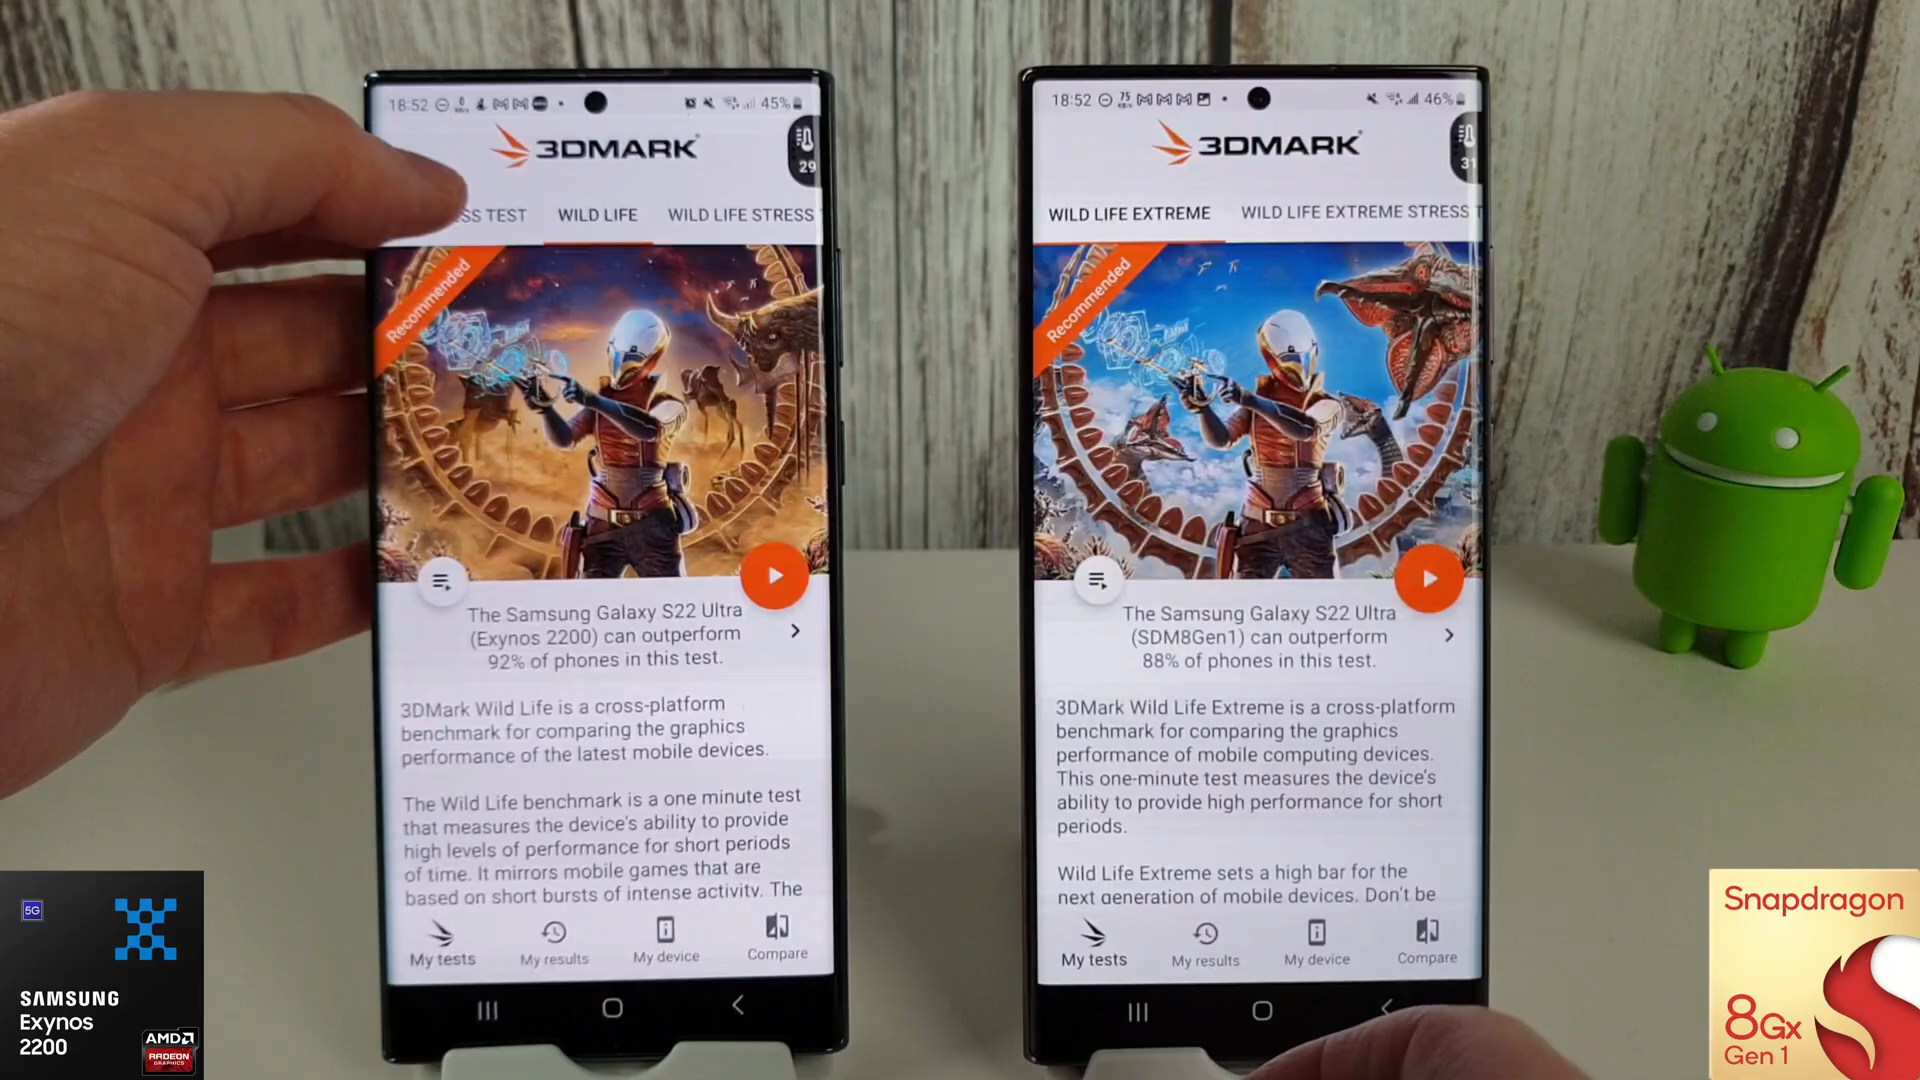 18:52
45%
3DMARK
29
SS TEST
WILD LIFE
WILD LIFE STRESS
Recommended
The Samsung Galaxy S22 Ultra
(Exynos 2200) can outperform
92% of phones in this test.
3DMark Wild Life is a cross-platform
benchmark for comparing the graphics
performance of the latest mobile devices.
The Wild Life benchmark is a one minute test
that measures the device's ability to provide
high levels of performance for short periods
of time. It mirrors mobile games that are
based on short bursts of intense activity. The
My tests
My results
My device
Compare
18:52
75
46%
3DMARK
31
WILD LIFE EXTREME
WILD LIFE EXTREME STRESS T
Recommended
The Samsung Galaxy S22 Ultra
(SDM8Gen1) can outperform
88% of phones in this test.
3DMark Wild Life Extreme is a cross-platform
benchmark for comparing the graphics
performance of mobile computing devices.
This one-minute test measures the device's
ability to provide high performance for short
periods.
Wild Life Extreme sets a high bar for the
next generation of mobile devices. Don't be
My tests
My results
My device
Compare
5G
SAMSUNG
Exynos
2200
AMD
RADEON
GRAPHICS
Snapdragon
8Gx
Gen 1